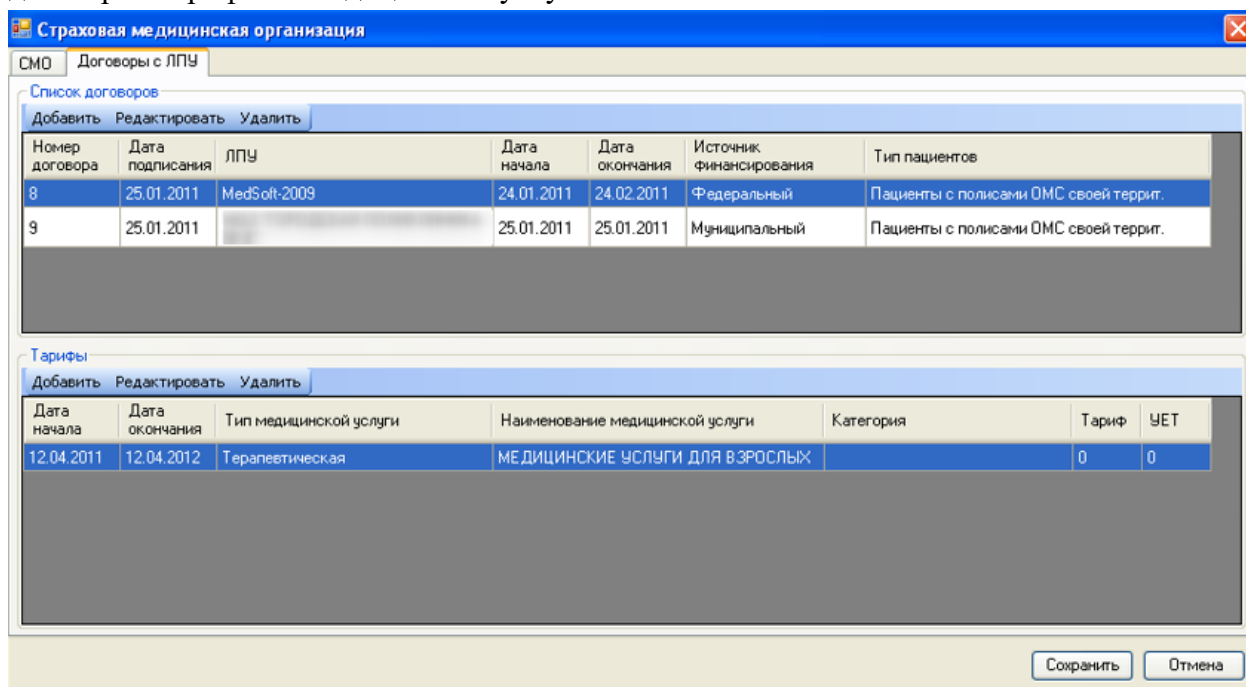 Страховая медицинская организация
СМО Договоры с ЛПУ
Список договоров
Добавить Редактировать Удалить
Номер договора Дата подписания ЛПУ Дата начала Дата окончания Источник финансирования Тип пациентов
8 25.01.2011 MedSoft-2009 24.01.2011 24.02.2011 Федеральный Пациенты с полисами ОМС своей террит.
9 25.01.2011 25.01.2011 25.01.2011 Муниципальный Пациенты с полисами ОМС своей террит.
Тарифы
Добавить Редактировать Удалить
Дата начала Дата окончания Тип медицинской услуги Наименование медицинской услуги Категория Тариф УЕТ
12.04.2011 12.04.2012 Терапевтическая МЕДИЦИНСКИЕ УСЛУГИ ДЛЯ ВЗРОСЛЫХ 0 0
Сохранить Отмена